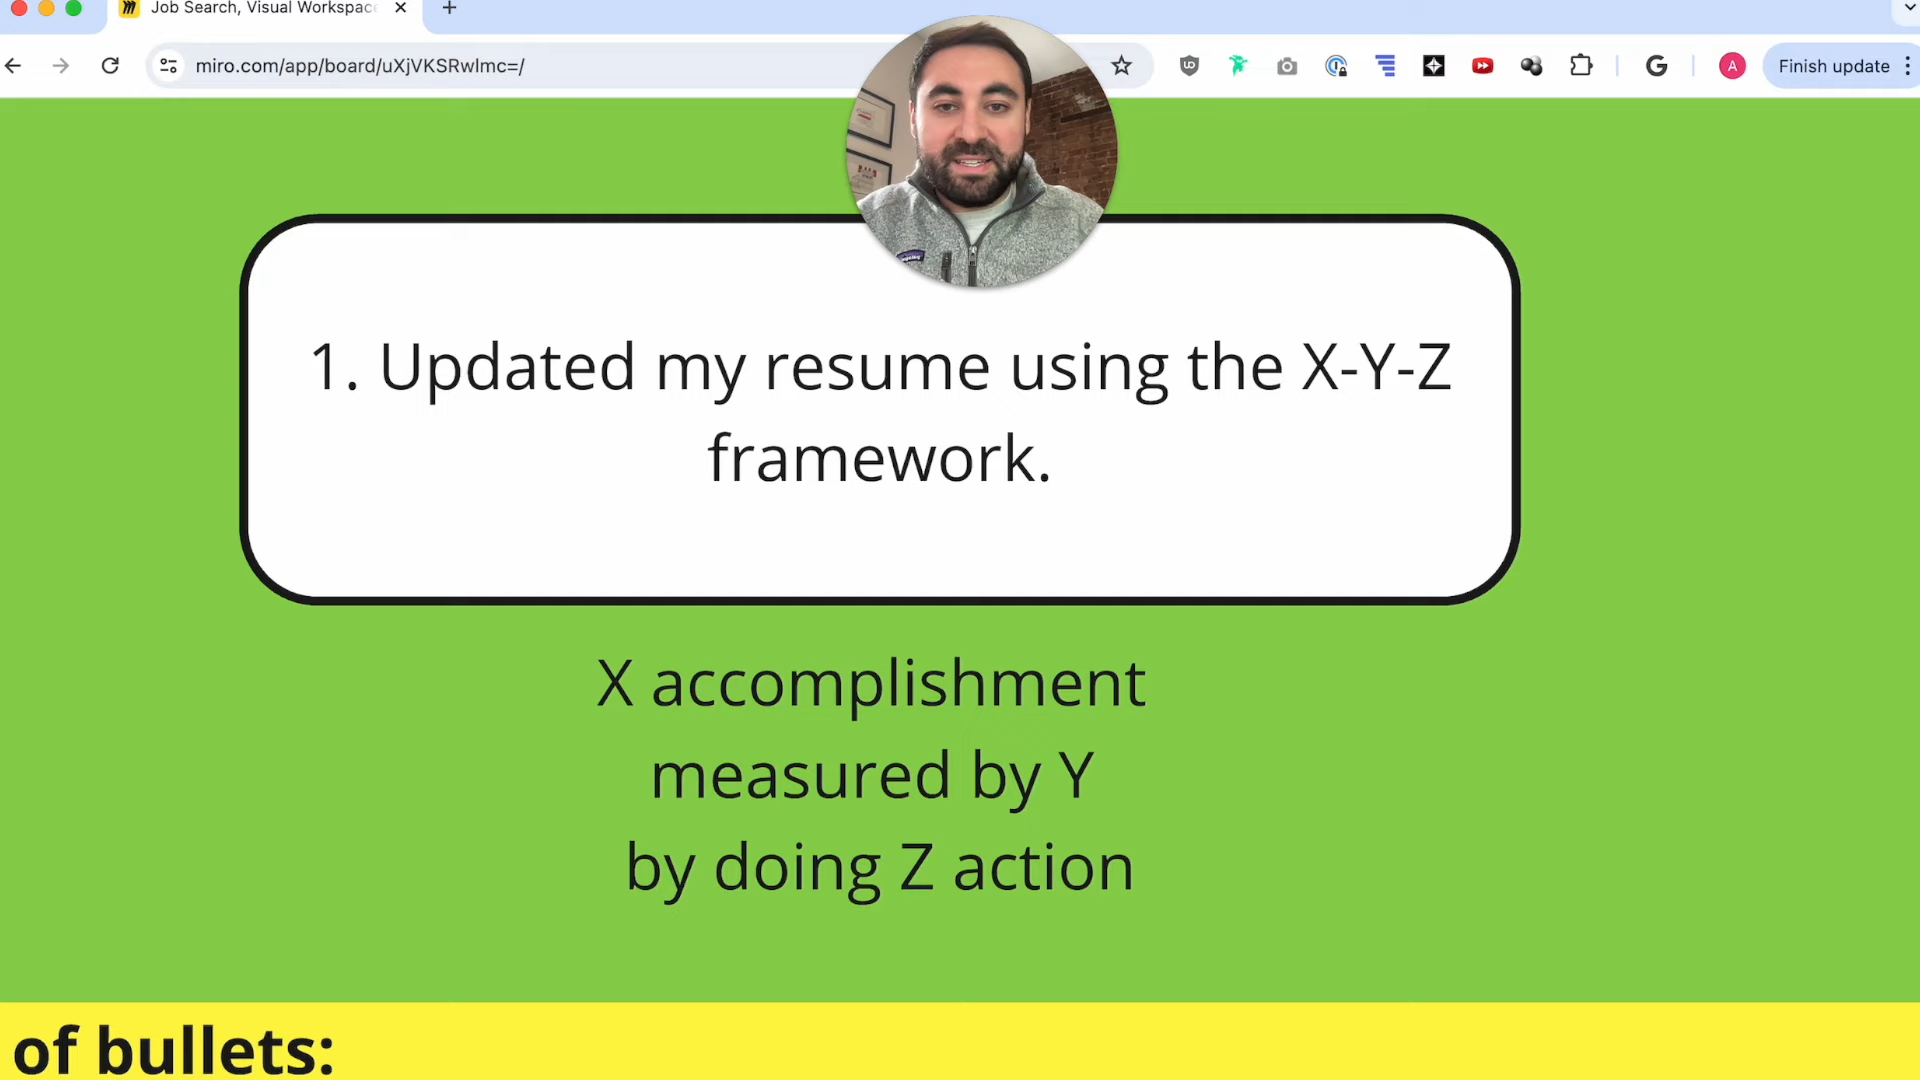 Job Search, Visual Workspace
miro.com/app/board/uXjVKSRwlmc=/
A
Finish update
1. Updated my resume using the X-Y-Z
framework.
X accomplishment
measured by Y
by doing Z action
of bullets: